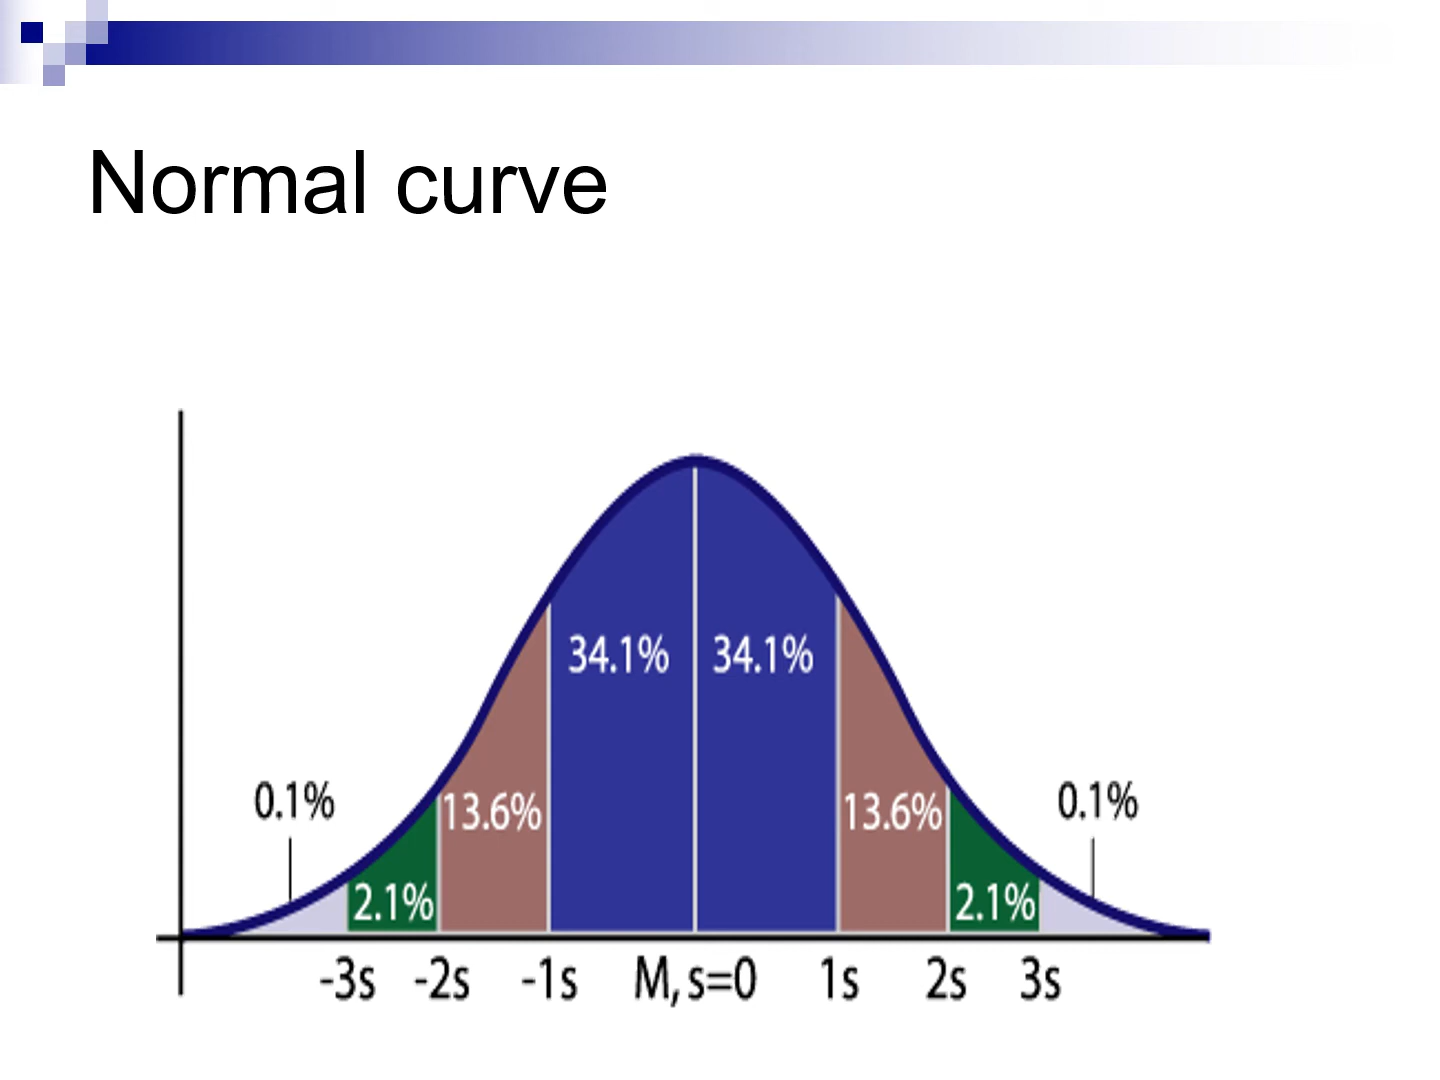 Normal curve
34.1% 34.1%
0.1% 13.6% 13.6% 0.1%
2.1% 2.1%
-3s -2s -1s M, s=0 1s 2s 3s